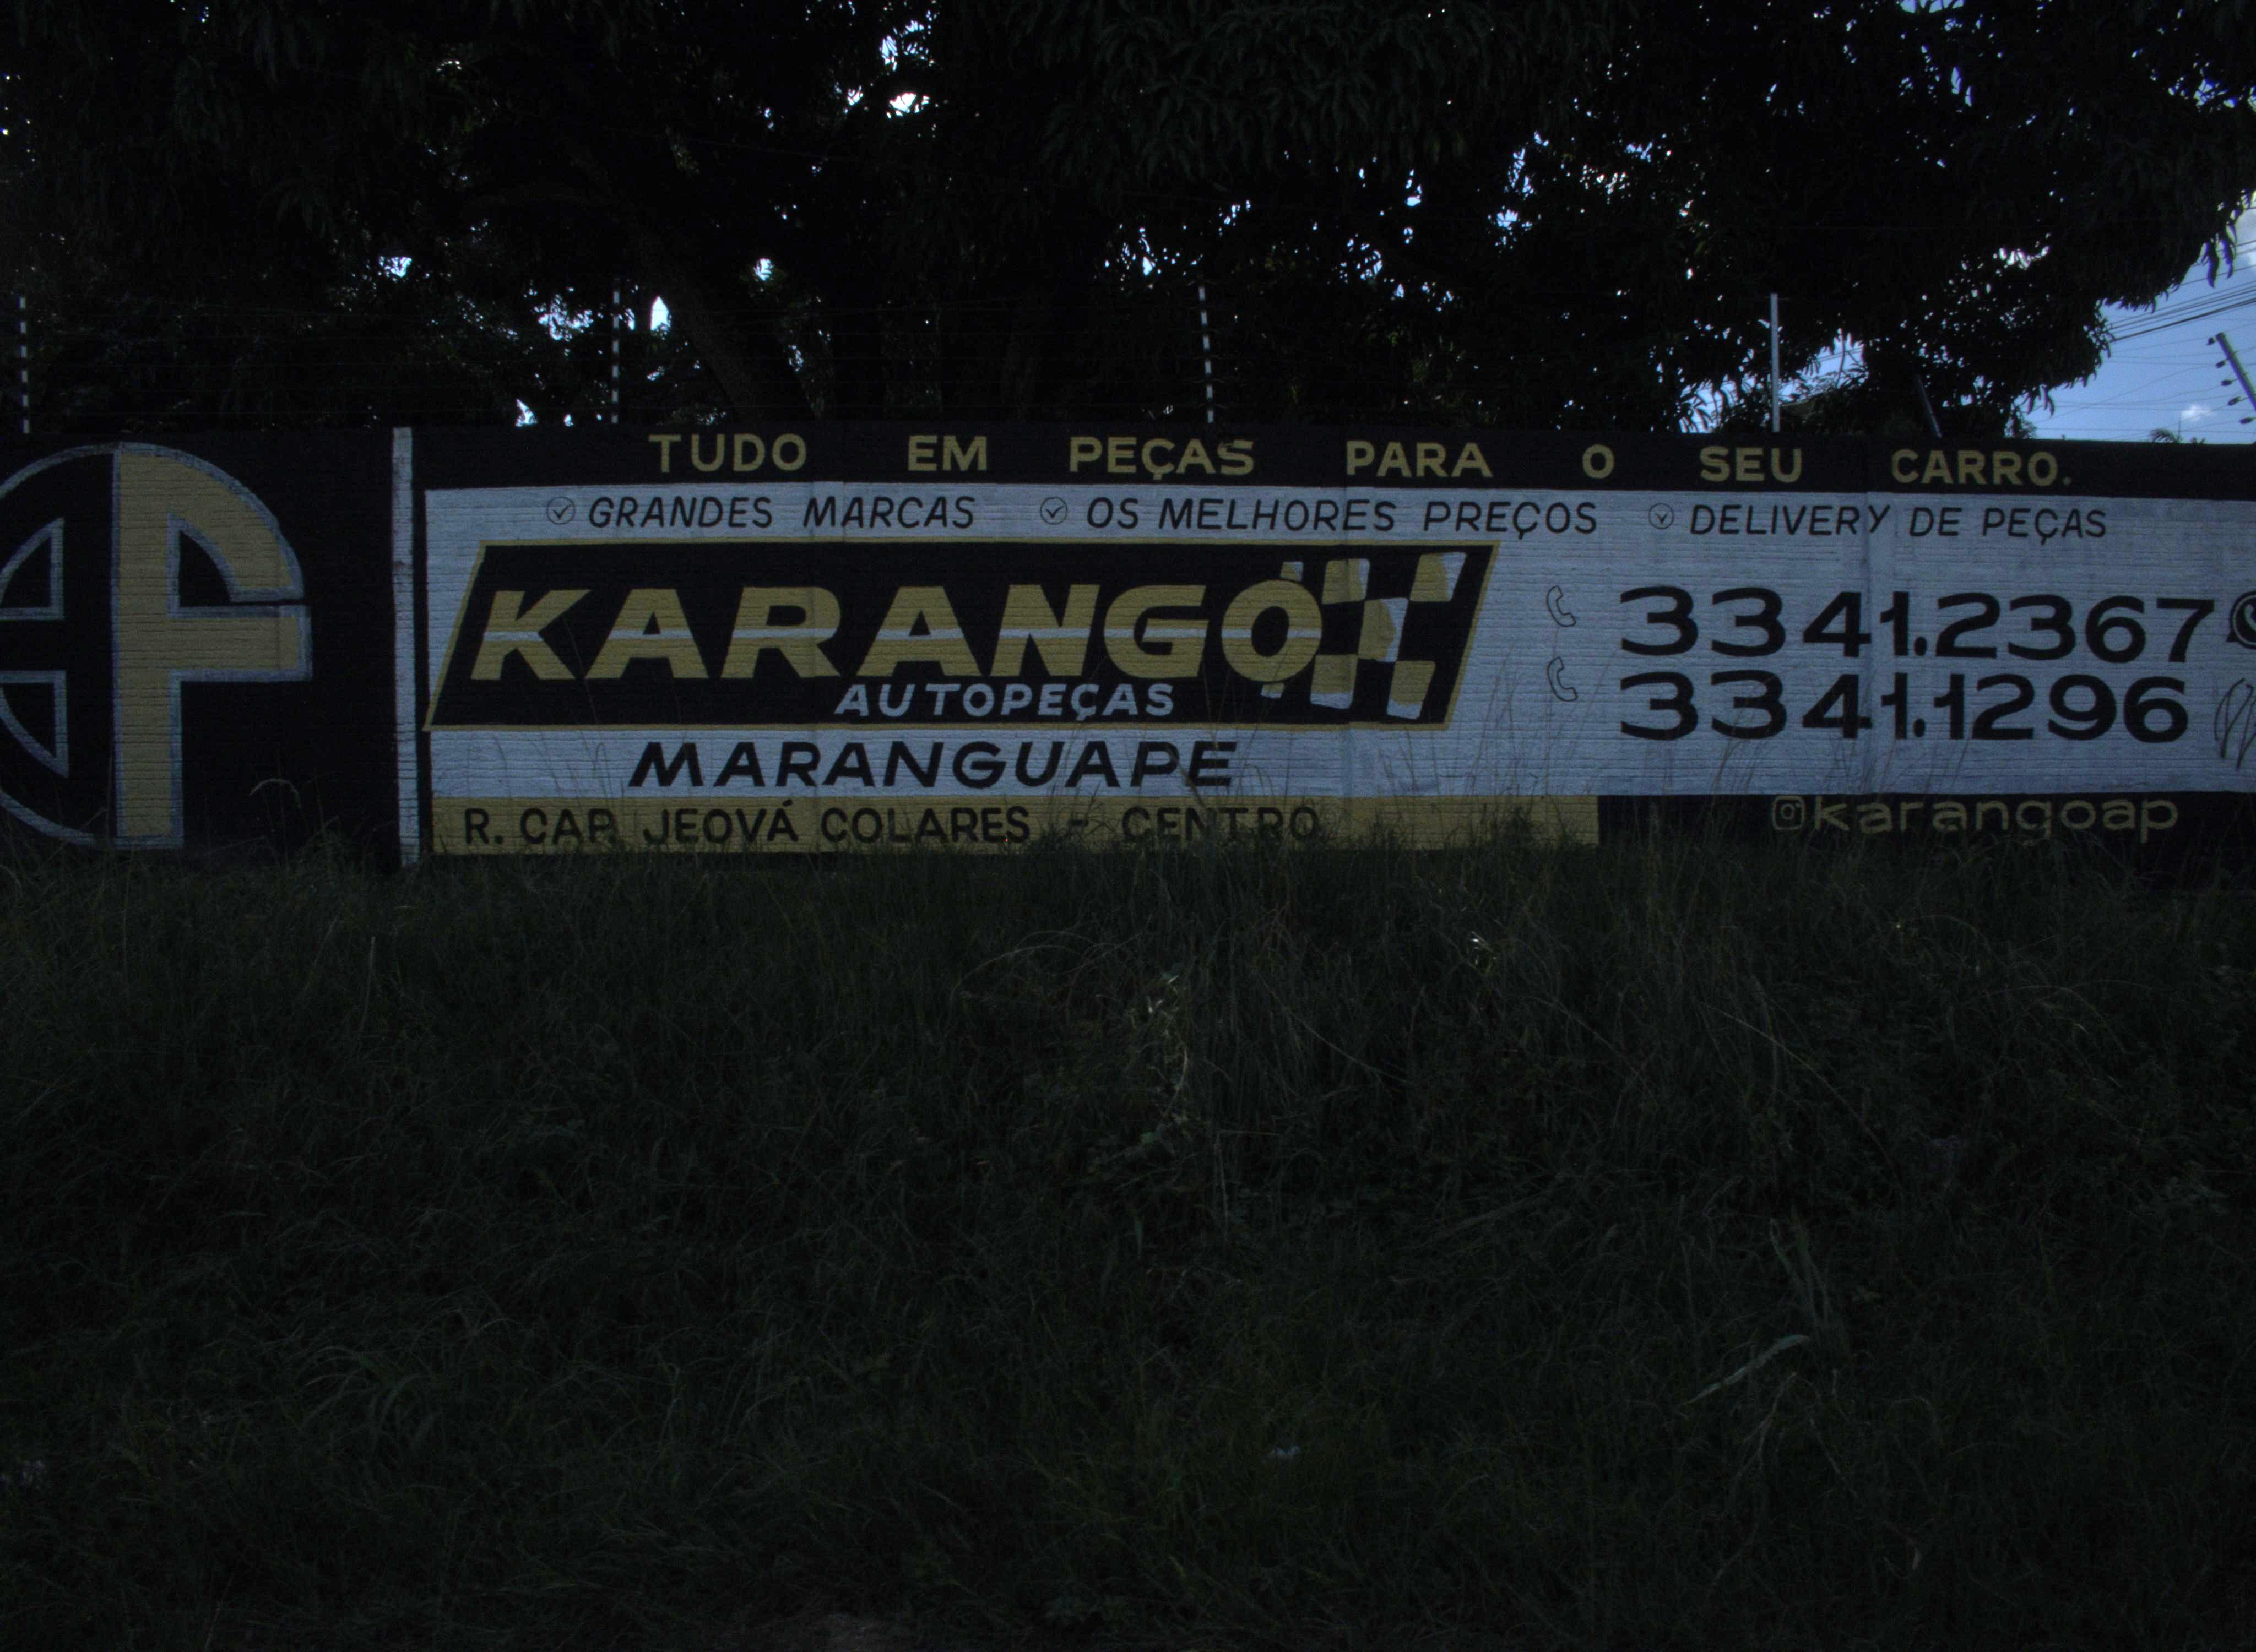 TUDO EM PEÇAS PARA O SEU CARRO.
GRANDES MARCAS OS MELHORES PREÇOS DELIVERY DE PEÇAS
KARANGO
AUTOPEÇAS
3341.2367
3341.1296
MARANGUAPE
R. CAP. JEOVÁ COLARES - CENTRO
karangoap